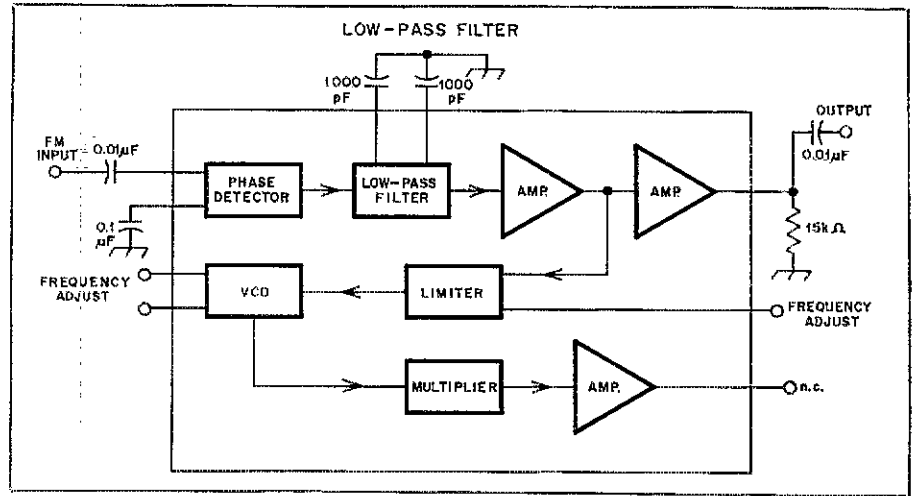 LOW-PASS FILTER
1000
pF
1000
pF
OUTPUT
0.01µF
FM
INPUT
0.01µF
PHASE
DETECTOR
LOW-PASS
FILTER
AMP.
AMP.
0.1
µF
15kΩ
FREQUENCY
ADJUST
VCO
LIMITER
FREQUENCY
ADJUST
MULTIPLIER
AMP.
n.c.